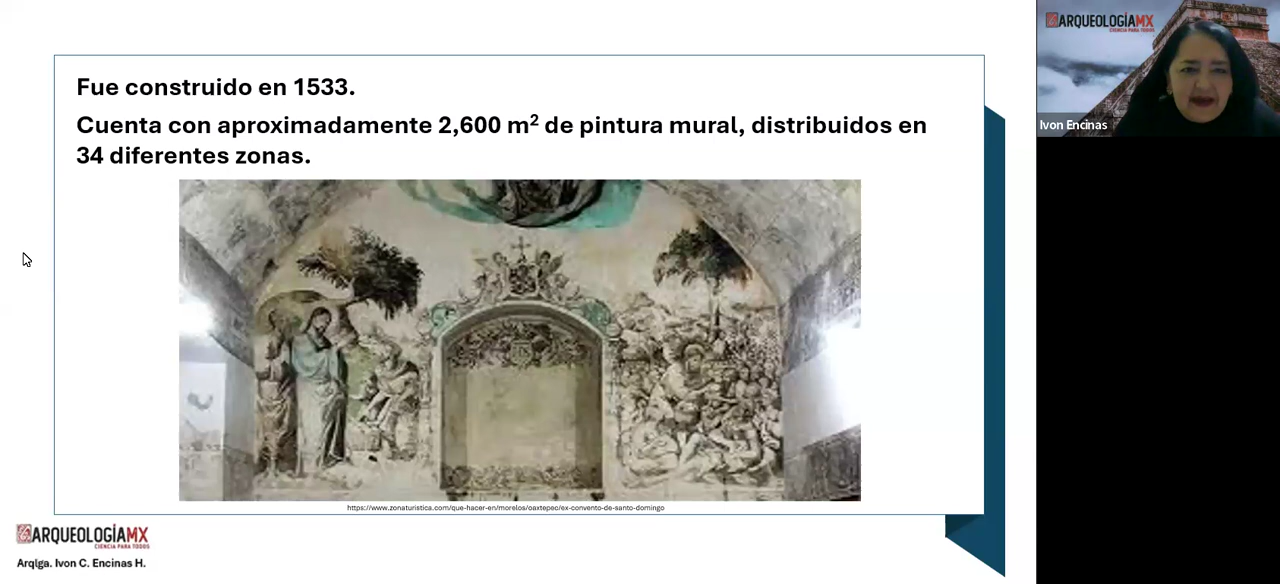 Fue construido en 1533.
Cuenta con aproximadamente 2,600 m² de pintura mural, distribuidos en
34 diferentes zonas.
https://www.zonaturistica.com/que-hacer-en/morelos/oaxtepec/ex-convento-de-santo-domingo
ARQUEOLOGÍAMX
CIENCIA PARA TODOS
Arqlga. Ivon C. Encinas H.
ARQUEOLOGÍAMX
CIENCIA PARA TODOS
Ivon Encinas